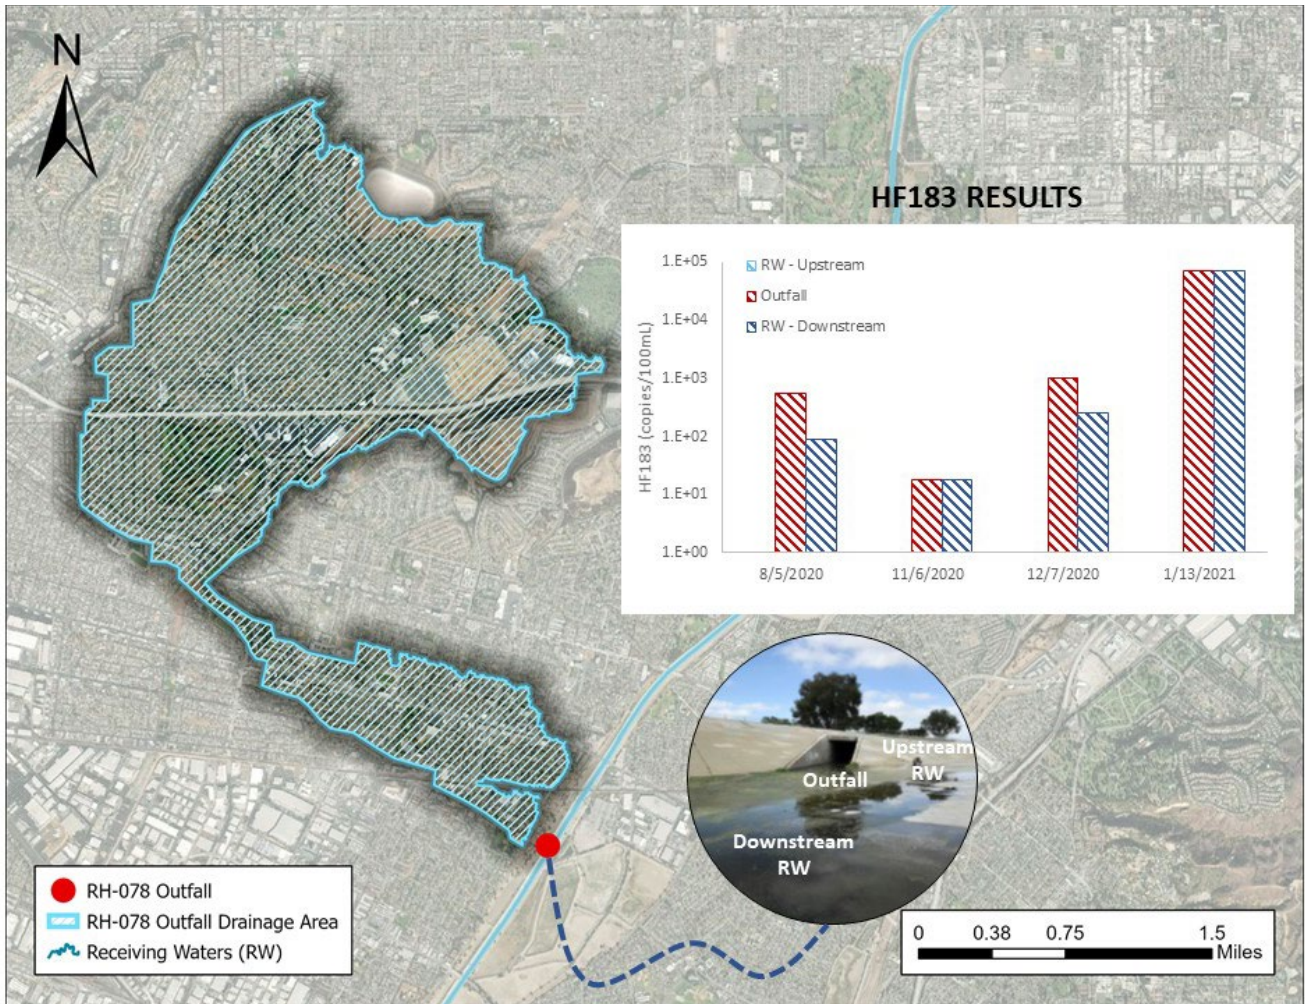 N
HF183 RESULTS
1.E+05
1.E+04
1.E+03
1.E+02
1.E+01
1.E+00
HF183 (copies/100mL)
RW - Upstream
Outfall
RW - Downstream
8/5/2020
11/6/2020
12/7/2020
1/13/2021
Upstream
RW
Outfall
Downstream
RW
RH-078 Outfall
RH-078 Outfall Drainage Area
Receiving Waters (RW)
0 0.38 0.75 1.5
Miles